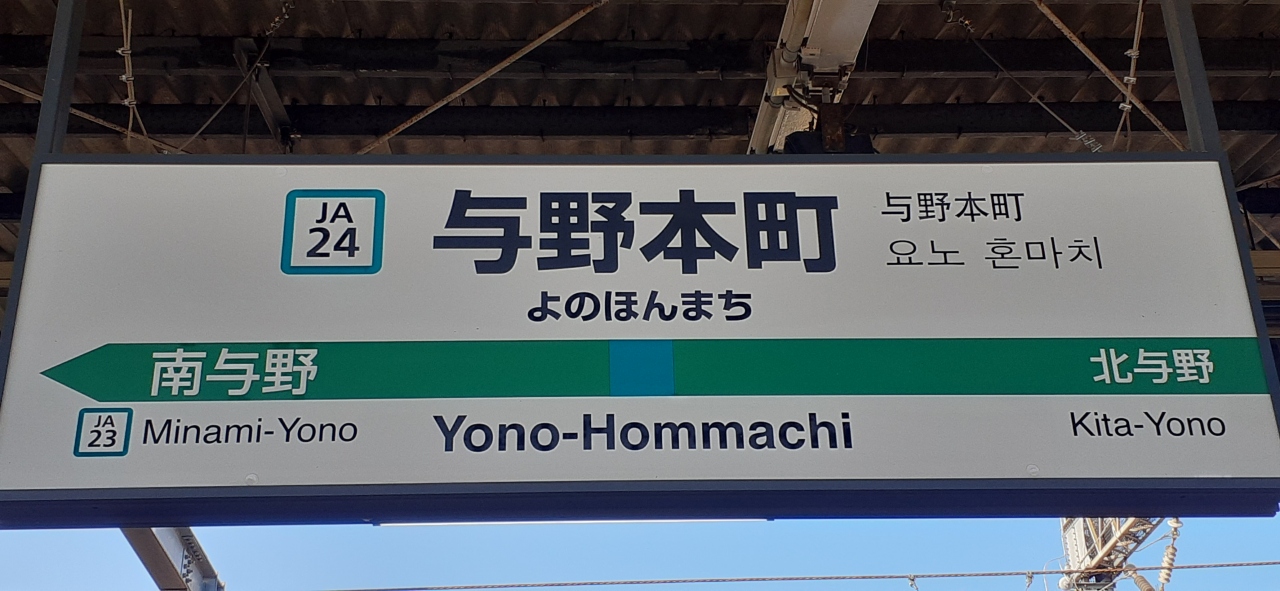 JA
24
与野本町
与野本町
요노 혼마치
よのほんまち
南与野
北与野
JA
23
Minami-Yono
Yono-Hommachi
Kita-Yono